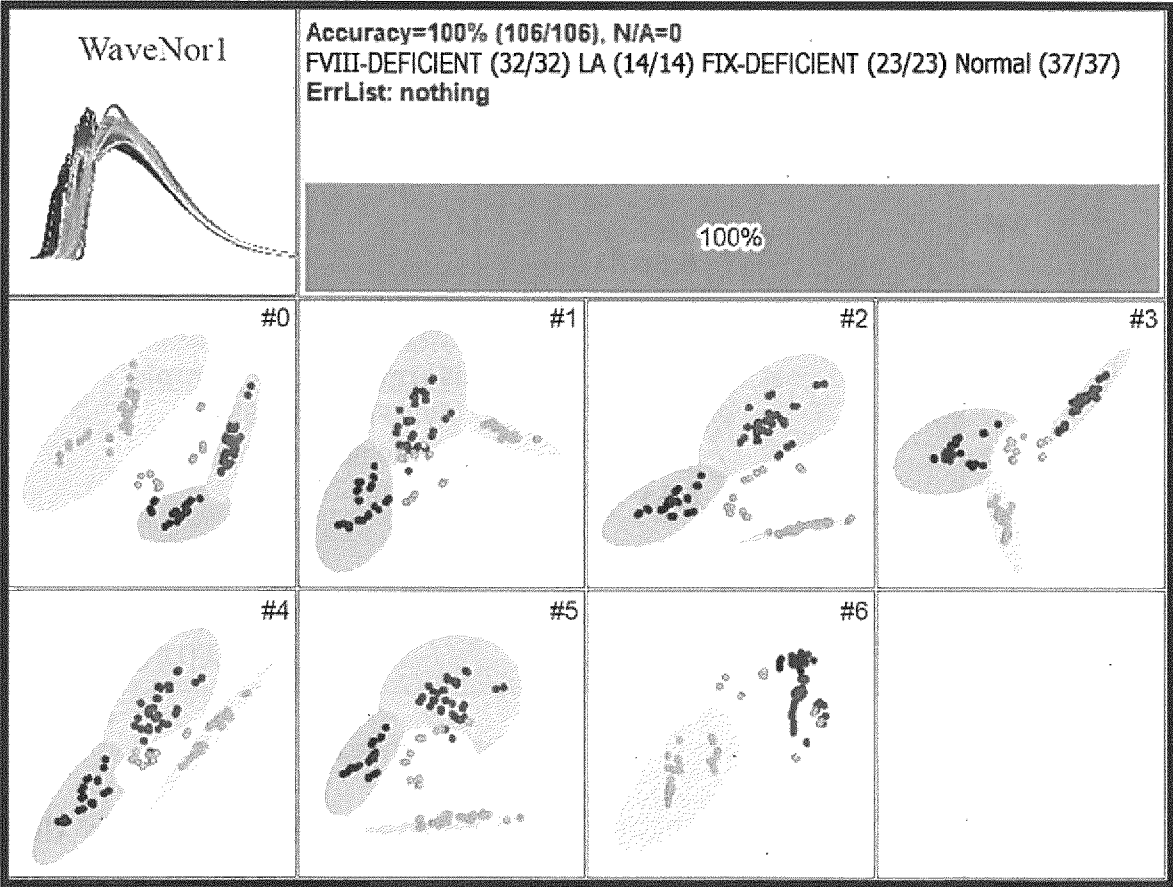 WaveNor1
Accuracy=100% (106/106), N/A=0
FVIII-DEFICIENT (32/32) LA (14/14) FIX-DEFICIENT (23/23) Normal (37/37)
ErrList: nothing
100%
#0
#1
#2
#3
#4
#5
#6